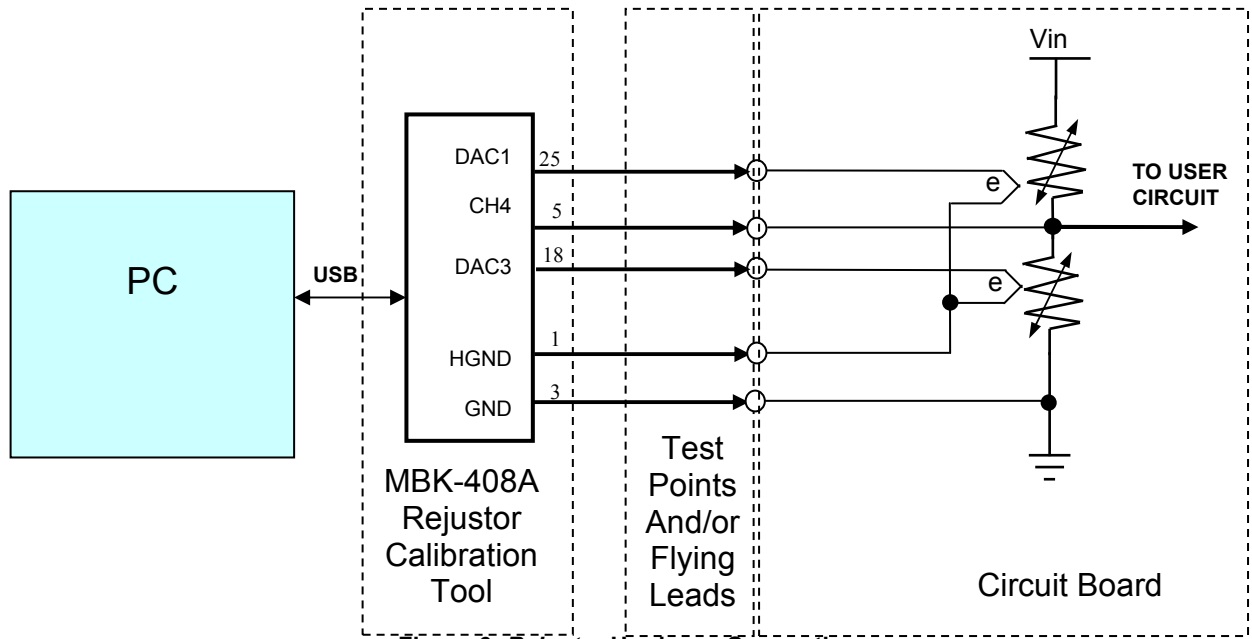 Vin
DAC1
25
CH4
5
DAC3
18
HGND
1
GND
3
PC
USB
e
e
TO USER
CIRCUIT
MBK-408A
Rejustor
Calibration
Tool
Test
Points
And/or
Flying
Leads
Circuit Board